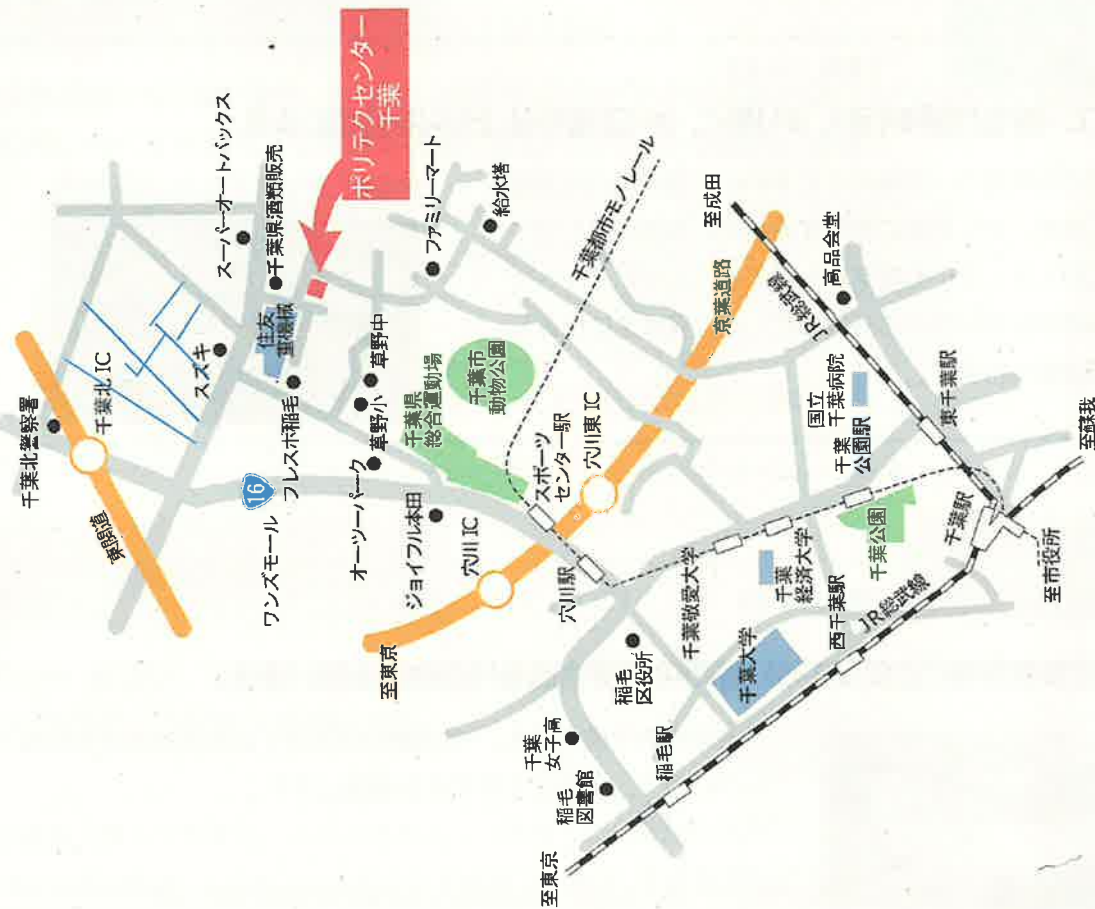 千葉北警察署
東関道
千葉北 IC
スーパーオートバックス
千葉県酒類販売
ポリテクセンター
千葉
スズキ
住友
重機械
16
ワンズモール
フレスポ稲毛
草野小
草野中
オーツーパーク
ファミリーマート
給水塔
千葉県
総合運動場
千葉市
動物公園
ジョイフル本田
千葉都市モノレール
穴川 IC
至東京
スポーツ
センター駅
穴川東 IC
京葉道路
至成田
穴川駅
JR総武線
高品会堂
稲毛
区役所
千葉敬愛大学
国立
千葉病院
千葉
公園駅
千葉
経済大学
千葉
女子高
稲毛
図書館
稲毛駅
千葉大学
西千葉駅
千葉公園
東千葉駅
JR総武線
千葉駅
至東京
至市役所
至蘇我